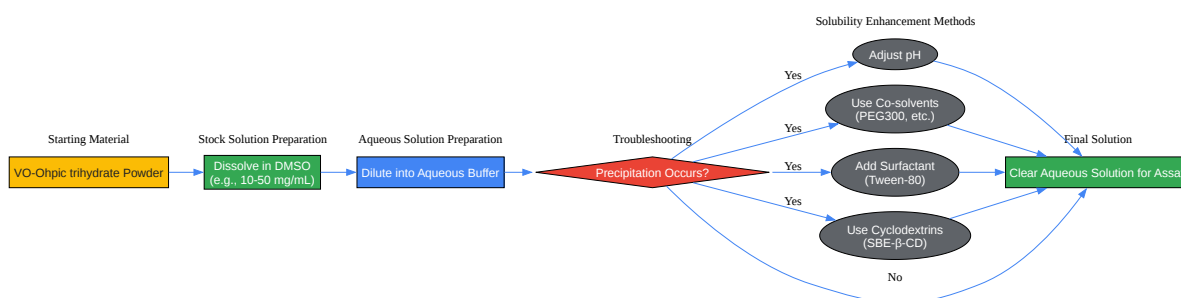 Solubility Enhancement Methods
Adjust pH
Yes
Use Co-solvents
(PEG300, etc.)
Yes
Starting Material
Stock Solution Preparation
Aqueous Solution Preparation
Troubleshooting
Final Solution
VO-Ohpic trihydrate Powder
Dissolve in DMSO
(e.g., 10-50 mg/mL)
Dilute into Aqueous Buffer
Precipitation Occurs?
Yes
Add Surfactant
(Tween-80)
Clear Aqueous Solution for Assa
Yes
Use Cyclodextrins
(SBE-β-CD)
No